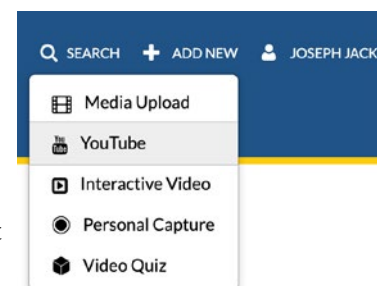 SEARCH ADD NEW JOSEPH JACK
Media Upload
YouTube
Interactive Video
Personal Capture
Video Quiz